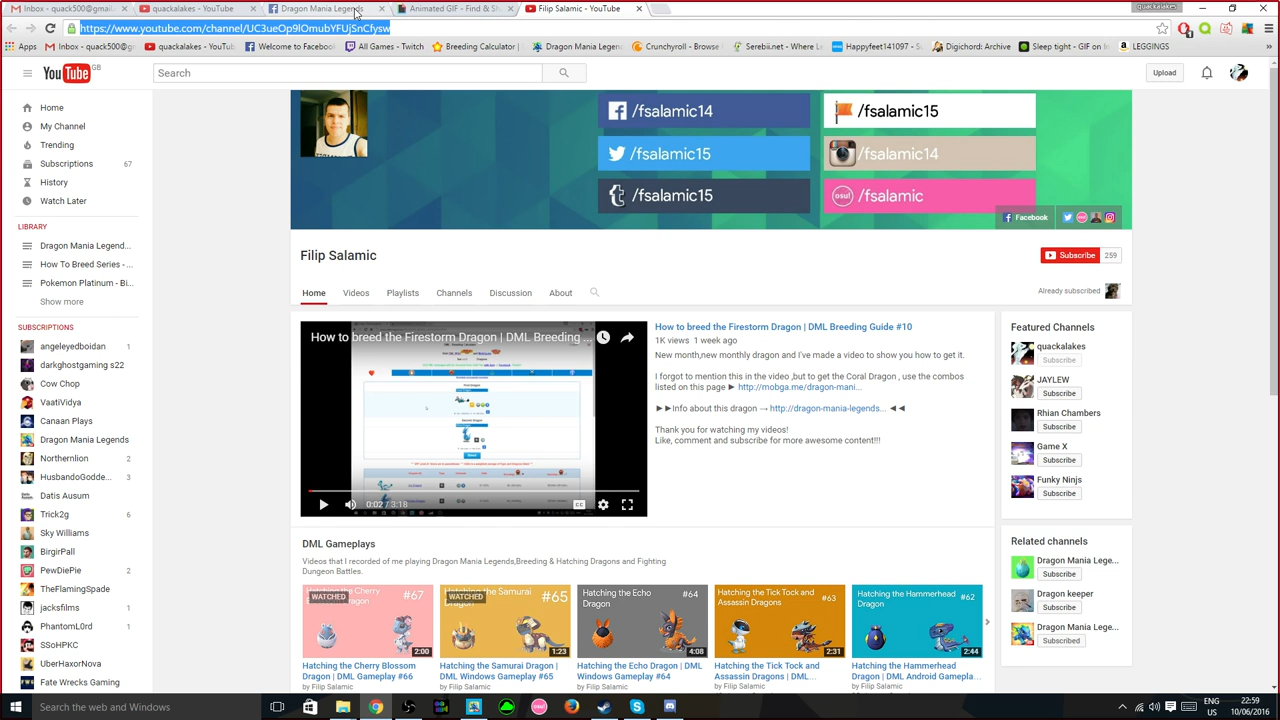 Inbox - quack500@gmail
quackalakes - YouTube
Dragon Mania Legends
Animated GIF - Find & Sh
Filip Salamic - YouTube
quackalakes
https://www.youtube.com/channel/UC3ueOp9lOmubYFUjSnCfysw
Apps
Inbox - quack500@gm
quackalakes - YouTube
Welcome to Facebook
All Games - Twitch
Breeding Calculator |
Dragon Mania Legen
Crunchyroll - Browse
Serebii.net - Where Le
Happyfeet141097 - S
Digichord: Archive
Sleep tight - GIF on I
LEGGINGS
YouTube GB
Search
Upload
Home
My Channel
Trending
Subscriptions 67
History
Watch Later
LIBRARY
Dragon Mania Legend...
How To Breed Series - ...
Pokemon Platinum - Bi...
Show more
SUBSCRIPTIONS
angeleyedboidan 1
darkghostgaming s22
Cow Chop
VaatiVidya
Canaan Plays
Dragon Mania Legends
Northernlion 2
HusbandoGodde... 3
Datis Ausum
Trick2g 6
Sky Williams
BirgirPall
PewDiePie 2
TheFlamingSpade
jacksfilms 1
PhantomL0rd 1
SSoHPKC
UberHaxorNova
Fate Wrecks Gaming
/fsalamic14
/fsalamic15
/fsalamic15
/fsalamic14
/fsalamic15
osu! /fsalamic
Facebook
Filip Salamic
Subscribe 259
Home
Videos
Playlists
Channels
Discussion
About
Already subscribed
How to breed the Firestorm Dragon | DML Breeding ...
0:02 / 3:18
How to breed the Firestorm Dragon | DML Breeding Guide #10
1K views 1 week ago
New month,new monthly dragon and I've made a video to show you how to get it.
I forgot to mention this in the video ,but to get the Coral Dragon , use the combos
listed on this page ► http://mobga.me/dragon-mani...
►►Info about this dragon → http://dragon-mania-legends... ◄◄
Thank you for watching my videos!
Like, comment and subscribe for more awesome content!!!
Featured Channels
quackalakes
Subscribe
JAYLEW
Subscribe
Rhian Chambers
Subscribe
Game X
Subscribe
Funky Ninjs
Subscribe
Related channels
Dragon Mania Lege...
Subscribe
Dragon keeper
Subscribe
Dragon Mania Lege...
Subscribed
DML Gameplays
Videos that I recorded of me playing Dragon Mania Legends,Breeding & Hatching Dragons and Fighting
Dungeon Battles.
WATCHED
#67
2:00
Hatching the Cherry Blossom
Dragon | DML Gameplay #66
by Filip Salamic
WATCHED
#65
1:23
Hatching the Samurai Dragon |
DML Windows Gameplay #65
by Filip Salamic
Hatching the Echo
Dragon
#64
4:08
Hatching the Echo Dragon | DML
Windows Gameplay #64
by Filip Salamic
Hatching the Tick Tock and
Assassin Dragons
#63
2:31
Hatching the Tick Tock and
Assassin Dragons | DML...
by Filip Salamic
Hatching the Hammerhead
Dragon
#62
2:44
Hatching the Hammerhead
Dragon | DML Android Gamepla...
by Filip Salamic
Search the web and Windows
ENG
US
22:59
10/06/2016